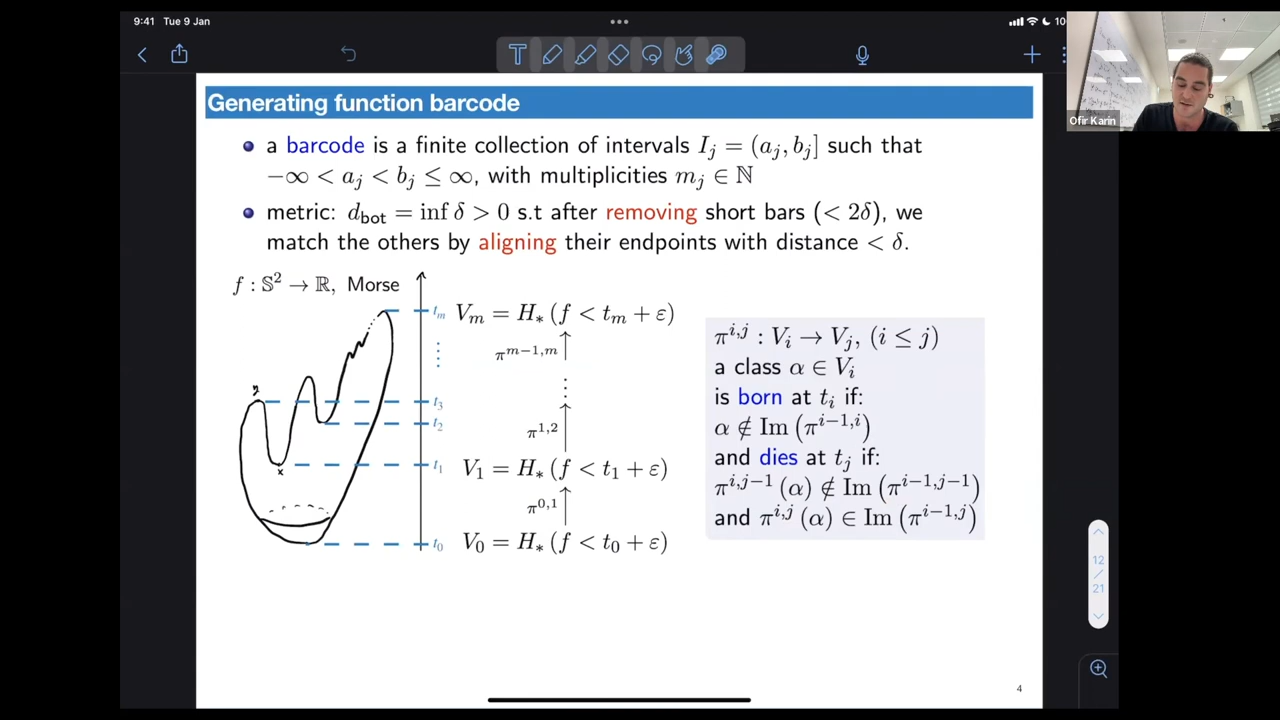 9:41 Tue 9 Jan
10
Ofir Karin
Generating function barcode
a barcode is a finite collection of intervals I_j = (a_j, b_j] such that
−∞ < a_j < b_j ≤ ∞, with multiplicities m_j ∈ ℕ
metric: d_bot = inf δ > 0 s.t after removing short bars (< 2δ), we
match the others by aligning their endpoints with distance < δ.
f : 𝕊² → ℝ, Morse
t_m V_m = H_* (f < t_m + ε)
π^{m−1,m}
⋮ ⋮
y
t_3
t_2
π^{1,2}
x
t_1 V_1 = H_* (f < t_1 + ε)
π^{0,1}
t_0 V_0 = H_* (f < t_0 + ε)
π^{i,j} : V_i → V_j, (i ≤ j)
a class α ∈ V_i
is born at t_i if:
α ∉ Im (π^{i−1,i})
and dies at t_j if:
π^{i,j−1} (α) ∉ Im (π^{i−1,j−1})
and π^{i,j} (α) ∈ Im (π^{i−1,j})
12
/
21
4